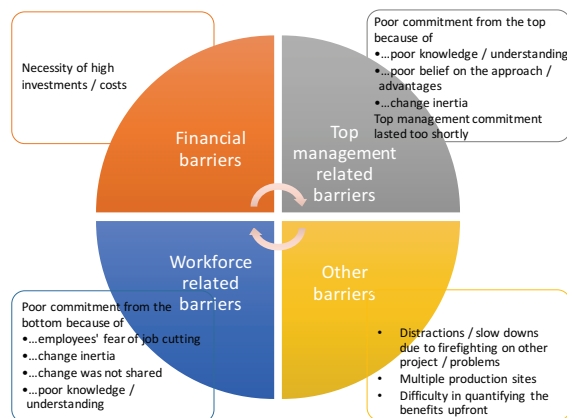 Necessity of high
investments / costs
Financial
barriers
Poor commitment from the top
because of
•…poor knowledge / understanding
•…poor belief on the approach /
advantages
•…change inertia
Top management commitment
lasted too shortly
Top
management
related
barriers
Workforce
related
barriers
Poor commitment from the
bottom because of
•…employees' fear of job cutting
•…change inertia
•…change was not shared
•…poor knowledge /
understanding
Other
barriers
• Distractions / slow downs
due to firefighting on other
project / problems
• Multiple production sites
• Difficulty in quantifying the
benefits upfront